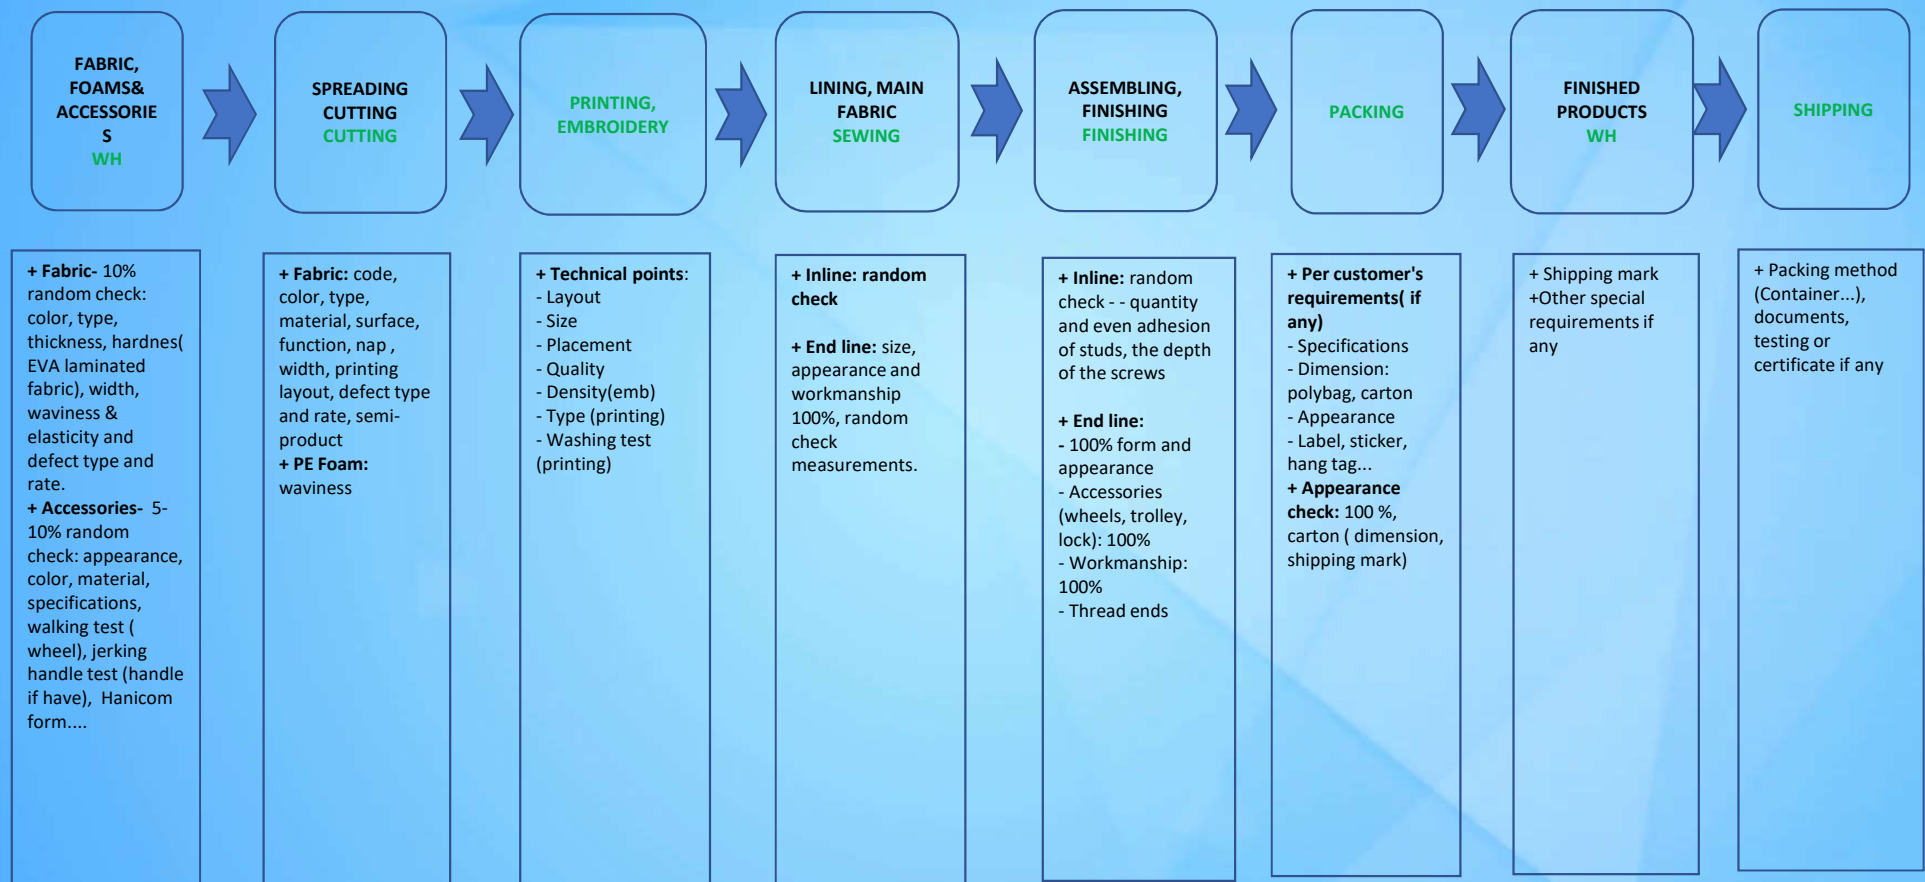 FABRIC,
FOAMS&
ACCESSORIE
S
WH
SPREADING
CUTTING
CUTTING
PRINTING,
EMBROIDERY
LINING, MAIN
FABRIC
SEWING
ASSEMBLING,
FINISHING
FINISHING
PACKING
FINISHED
PRODUCTS
WH
SHIPPING
+ Fabric- 10%
random check:
color, type,
thickness, hardnes(
EVA laminated
fabric), width,
waviness &
elasticity and
defect type and
rate.
+ Accessories-  5-
10% random
check: appearance,
color, material,
specifications,
walking test (
wheel), jerking
handle test (handle
if have),  Hanicom
form....
+ Fabric: code,
color, type,
material, surface,
function, nap ,
width, printing
layout, defect type
and rate, semi-
product
+ PE Foam:
waviness
+ Technical points:
- Layout
- Size
- Placement
- Quality
- Density(emb)
- Type (printing)
- Washing test
(printing)
+ Inline: random
check
+ End line: size,
appearance and
workmanship
100%, random
check
measurements.
+ Inline: random
check - - quantity
and even adhesion
of studs, the depth
of the screws
+ End line:
- 100% form and
appearance
- Accessories
(wheels, trolley,
lock): 100%
- Workmanship:
100%
- Thread ends
+ Per customer's
requirements( if
any)
- Specifications
- Dimension:
polybag, carton
- Appearance
- Label, sticker,
hang tag...
+ Appearance
check: 100 %,
carton ( dimension,
shipping mark)
+ Shipping mark
+Other special
requirements if
any
+ Packing method
(Container...),
documents,
testing or
certificate if any